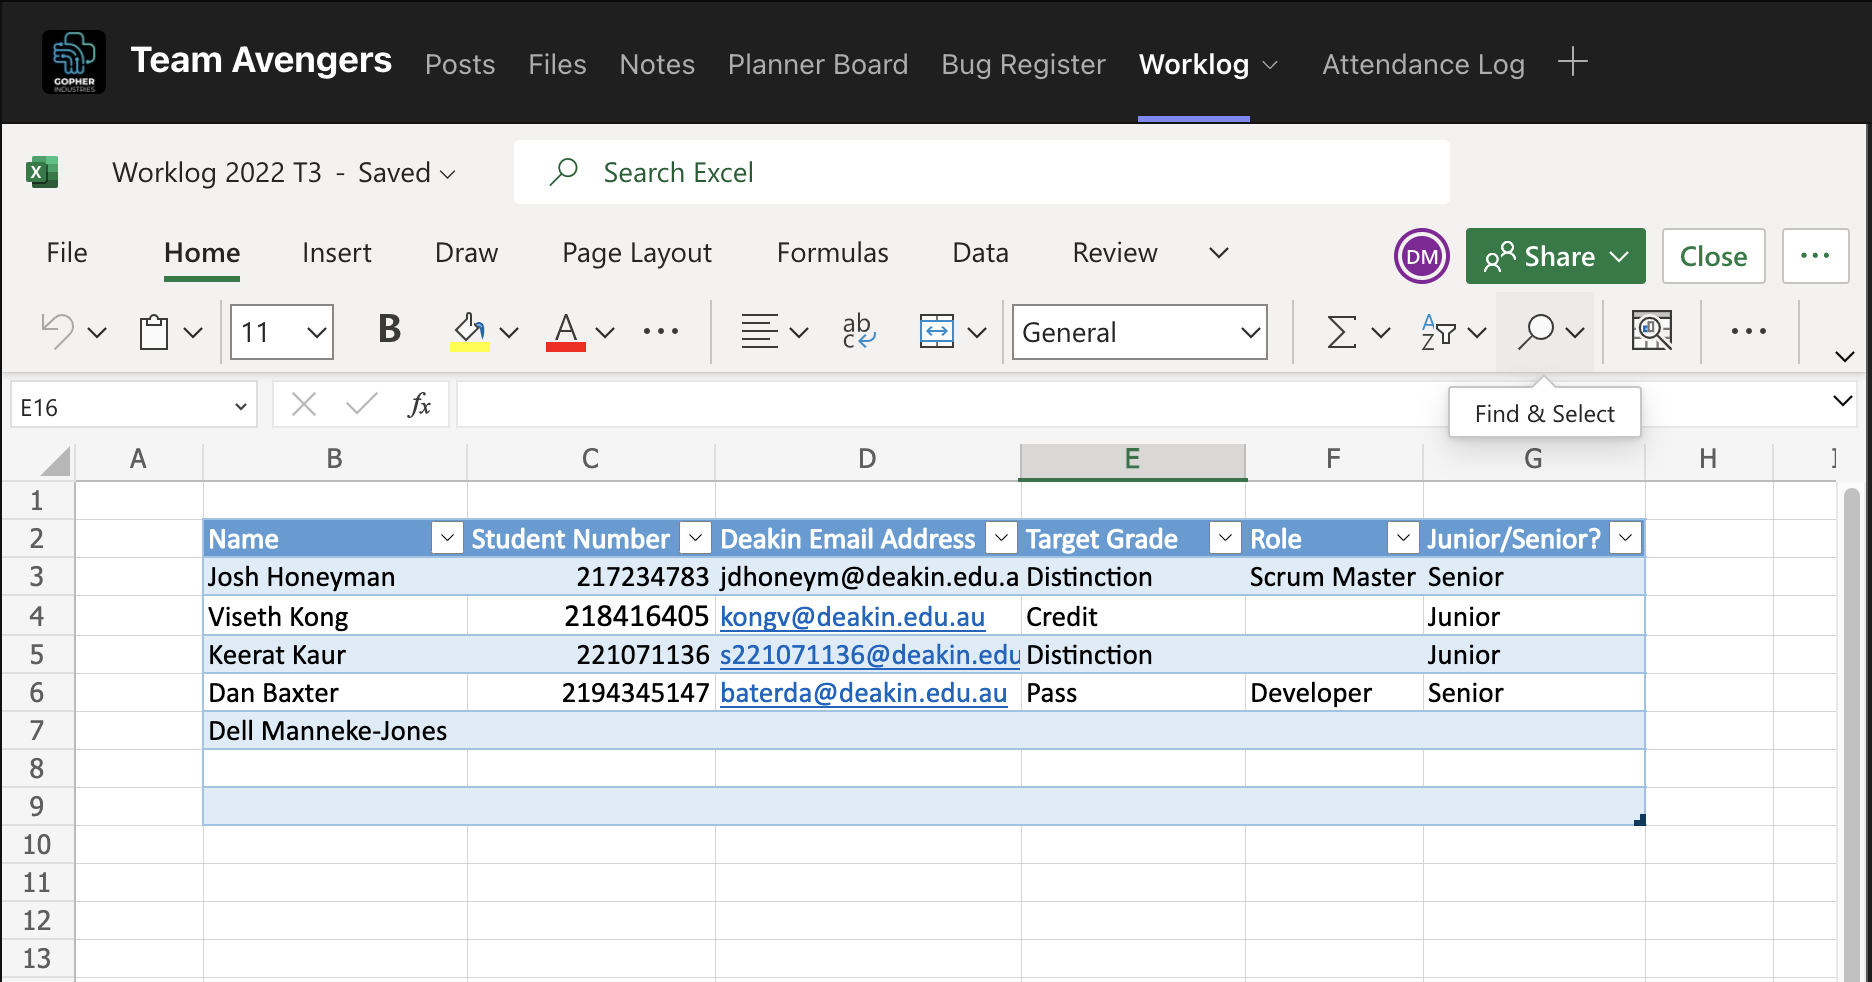 GOPHER
INDUSTRIES
Team Avengers Posts Files Notes Planner Board Bug Register Worklog Attendance Log
X Worklog 2022 T3 - Saved Search Excel
File Home Insert Draw Page Layout Formulas Data Review DM Share Close
11 B A ab c General A Z
E16 fx
Find & Select
A B C D E F G H I
1
2 Name Student Number Deakin Email Address Target Grade Role Junior/Senior?
3 Josh Honeyman 217234783 jdhoneym@deakin.edu.a Distinction Scrum Master Senior
4 Viseth Kong 218416405 kongv@deakin.edu.au Credit Junior
5 Keerat Kaur 221071136 s221071136@deakin.edu Distinction Junior
6 Dan Baxter 2194345147 baterda@deakin.edu.au Pass Developer Senior
7 Dell Manneke-Jones
8
9
10
11
12
13